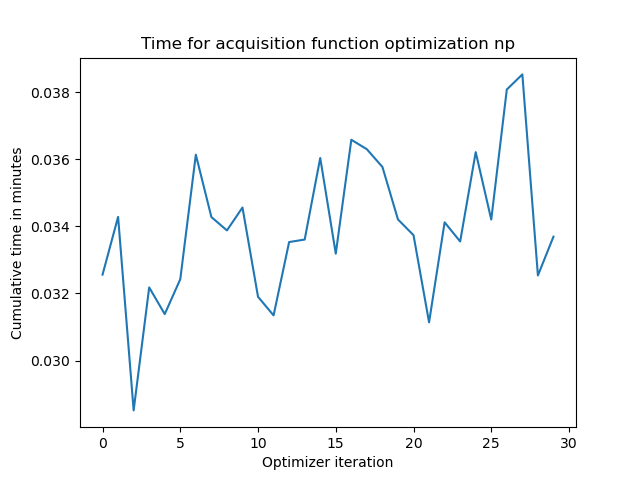 Time for acquisition function optimization np
Cumulative time in minutes
0.038
0.036
0.034
0.032
0.030
0 5 10 15 20 25 30
Optimizer iteration